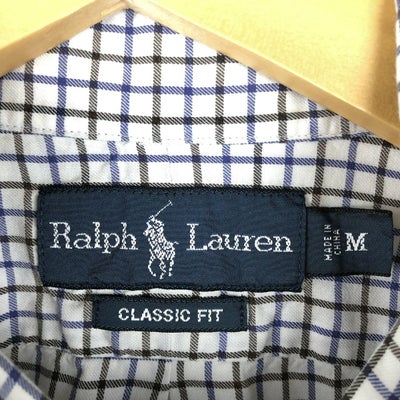 Ralph Lauren
MADE IN
CHINA
M
CLASSIC FIT